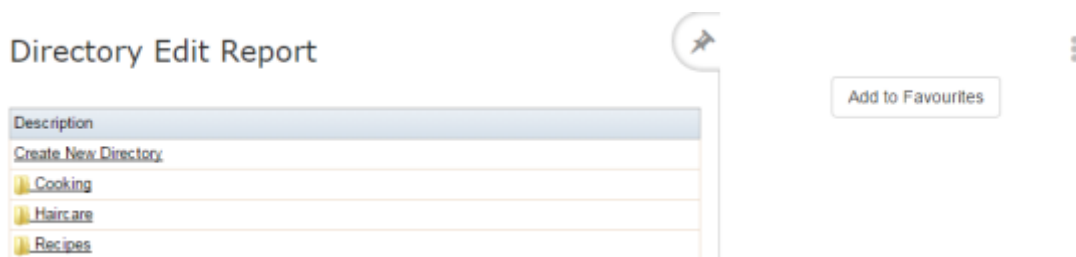 Directory Edit Report
Add to Favourites
Description
Create New Directory
Cooking
Haircare
Recipes